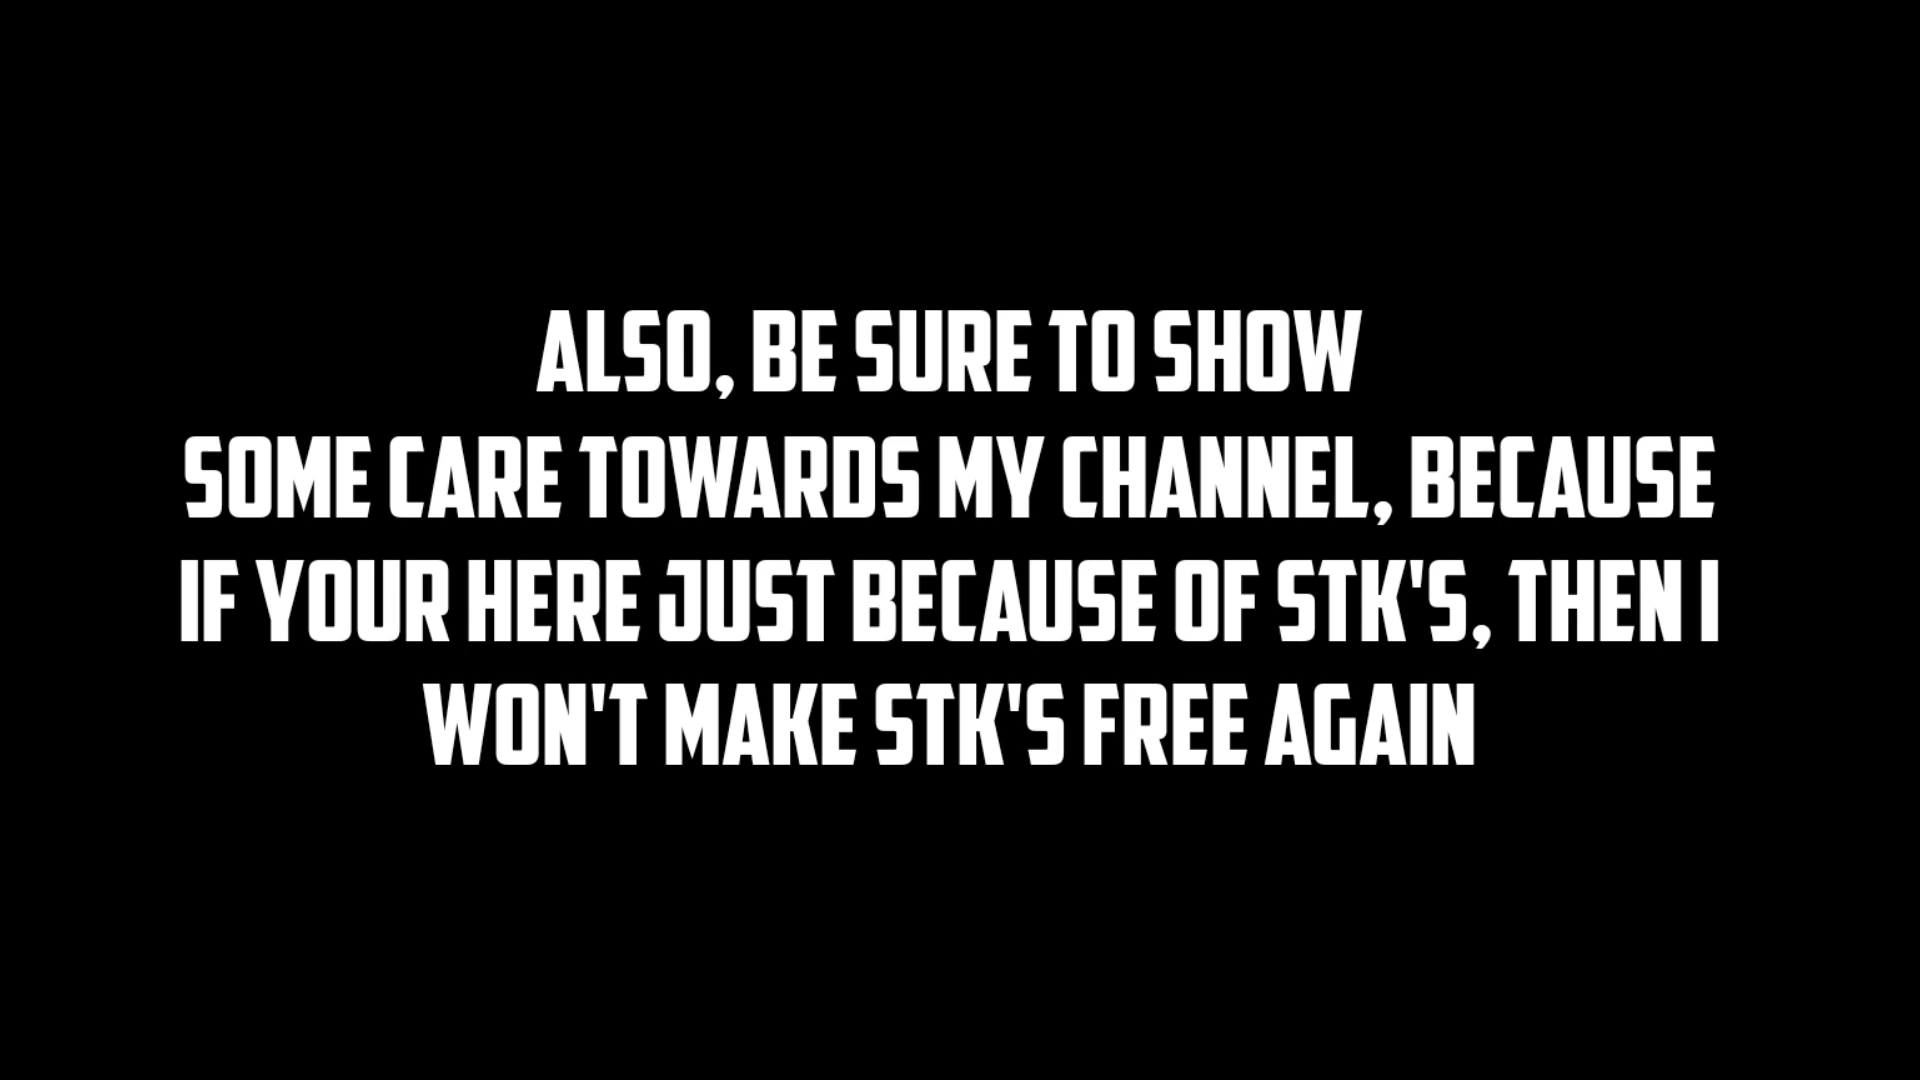 ALSO, BE SURE TO SHOW
SOME CARE TOWARDS MY CHANNEL, BECAUSE
IF YOUR HERE JUST BECAUSE OF STK'S, THEN I
WON'T MAKE STK'S FREE AGAIN